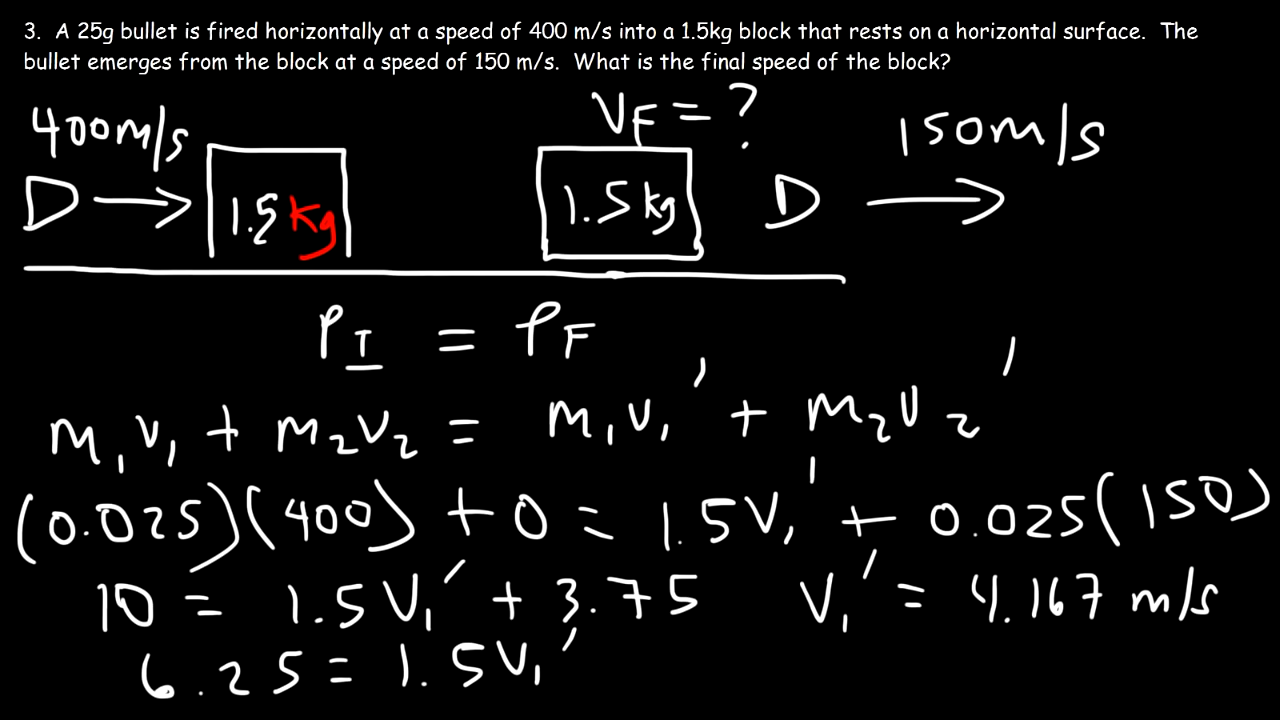 3. A 25g bullet is fired horizontally at a speed of 400 m/s into a 1.5kg block that rests on a horizontal surface. The
bullet emerges from the block at a speed of 150 m/s. What is the final speed of the block?
400m/s
VF = ?
150m/s
D →
1.5kg
1.5kg
D →
PI = PF
m₁v₁ + m₂v₂ = m₁v₁' + m₂v₂'
(0.025)(400) + 0 = 1.5V₁' + 0.025(150)
10 = 1.5V₁' + 3.75
V₁' = 4.167 m/s
6.25 = 1.5V₁'